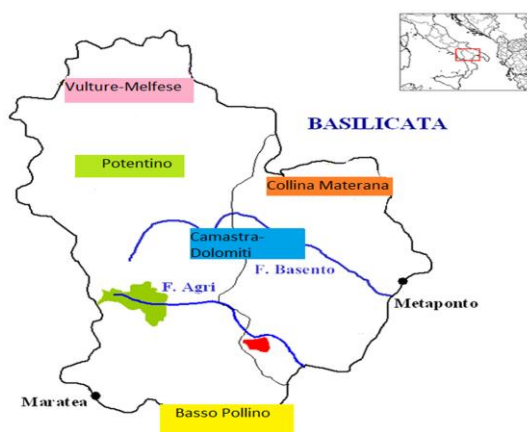 Vulture-Melfese
BASILICATA
Potentino
Collina Materana
Camastra-
Dolomiti
F. Basento
F. Agri
Metaponto
Maratea
Basso Pollino